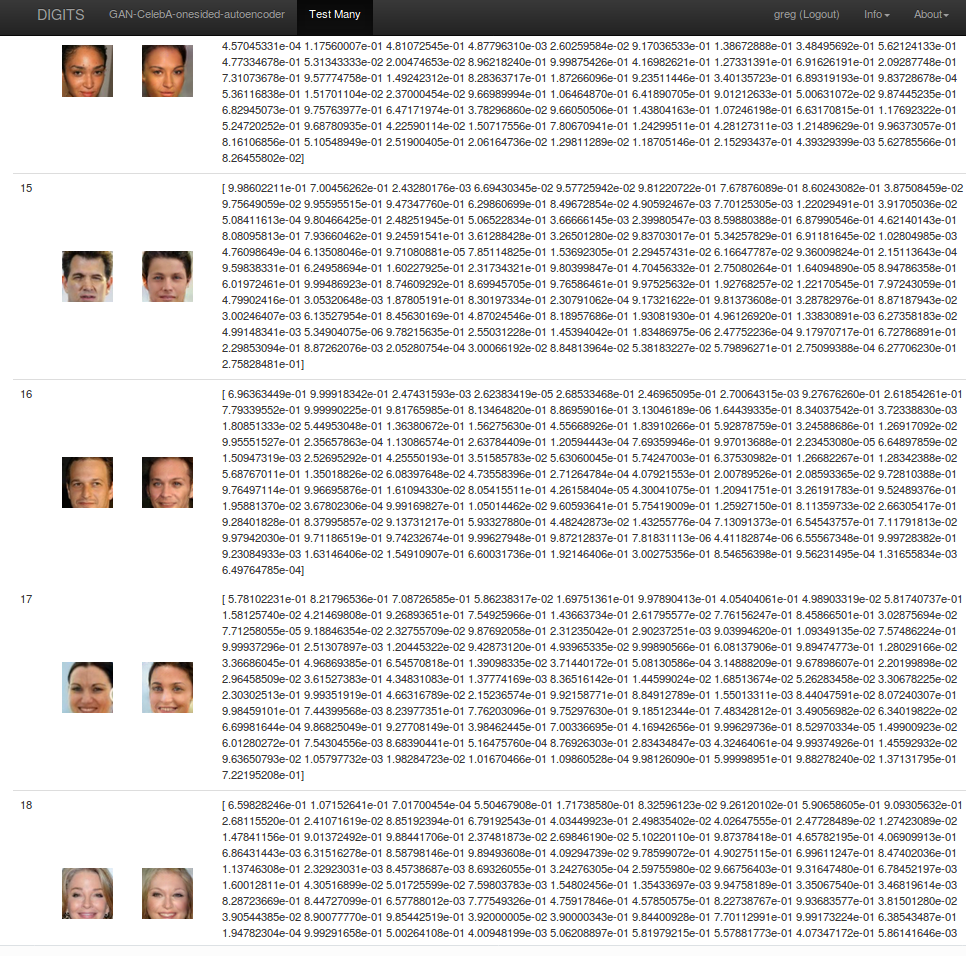 DIGITS GAN-CelebA-onesided-autoencoder Test Many greg (Logout) Info About
4.57045331e-04 1.17560007e-01 4.81072545e-01 4.87796310e-03 2.60259584e-02 9.17036533e-01 1.38672888e-01 3.48495692e-01 5.62124133e-01
4.77334678e-01 5.31343333e-02 2.00474653e-02 8.96218240e-01 9.99875426e-01 4.16982621e-01 1.27331391e-01 6.91626191e-01 2.09287748e-01
7.31073678e-01 9.57774758e-01 1.49242312e-01 8.28363717e-01 1.87266096e-01 9.23511446e-01 3.40135723e-01 6.89319193e-01 9.83728678e-04
5.36116838e-01 1.51701104e-02 2.37000454e-02 9.66989994e-01 1.06464870e-01 6.41890705e-01 9.01212633e-01 5.00631072e-02 9.87445235e-01
6.82945073e-01 9.75763977e-01 6.47171974e-01 3.78296860e-02 9.66050506e-01 1.43804163e-01 1.07246198e-01 6.63170815e-01 1.17692322e-01
5.24720252e-01 9.68780935e-01 4.22590114e-02 1.50717556e-01 7.80670941e-01 1.24299511e-01 4.28127311e-03 1.21489629e-01 9.96373057e-01
8.16106856e-01 5.10548949e-01 2.51900405e-01 2.06164736e-02 1.29811289e-02 1.18705146e-01 2.15293437e-01 4.39329399e-03 5.62785566e-01
8.26455802e-02]
15 [ 9.98602211e-01 7.00456262e-01 2.43280176e-03 6.69430345e-02 9.57725942e-02 9.81220722e-01 7.67876089e-01 8.60243082e-01 3.87508459e-02
9.75649059e-02 9.95595515e-01 9.47347760e-01 6.29860699e-01 8.49672854e-02 4.90592467e-03 7.70125305e-03 1.22029491e-01 3.91705036e-02
5.08411613e-04 9.80466425e-01 2.48251945e-01 5.06522834e-01 3.66666145e-03 2.39980547e-03 8.59880388e-01 6.87990546e-01 4.62140143e-01
8.08095813e-01 7.93660462e-01 9.24591541e-01 3.61288428e-01 3.26501280e-02 9.83703017e-01 5.34257829e-01 6.91181645e-02 1.02804985e-03
4.76098649e-04 6.13508046e-01 9.71080881e-05 7.85114825e-01 1.53692305e-01 2.29457431e-02 6.16647787e-02 9.36009824e-01 2.15113643e-04
9.59838331e-01 6.24958694e-01 1.60227925e-01 2.31734321e-01 9.80399847e-01 4.70456332e-01 2.75080264e-01 1.64094890e-05 8.94786358e-01
6.01972461e-01 9.99486923e-01 8.74609292e-01 8.69945705e-01 9.76586461e-01 9.97525632e-01 1.92768257e-02 1.22170545e-01 7.97243059e-01
4.79902416e-01 3.05320648e-03 1.87805191e-01 8.30197334e-01 2.30791062e-04 9.17321622e-01 9.81373608e-01 3.28782976e-01 8.87187943e-02
3.00246407e-03 6.13527954e-01 8.45630169e-01 4.87024546e-01 8.18957686e-01 1.93081930e-01 4.96126920e-01 1.33830891e-03 6.27358183e-02
4.99148341e-03 5.34904075e-06 9.78215635e-01 2.55031228e-01 1.45394042e-01 1.83486975e-06 2.47752236e-04 9.17970717e-01 6.72786891e-01
2.29853094e-01 8.87262076e-03 2.05280754e-04 3.00066192e-02 8.84813964e-02 5.38183227e-02 5.79896271e-01 2.75099388e-04 6.27706230e-01
2.75828481e-01]
16 [ 6.96363449e-01 9.99918342e-01 2.47431593e-03 2.62383419e-05 2.68533468e-01 2.46965095e-01 2.70064315e-03 9.27676260e-01 2.61854261e-01
7.79339552e-01 9.99990225e-01 9.81765985e-01 8.13464820e-01 8.86959016e-01 3.13046189e-06 1.64439335e-01 8.34037542e-01 3.72338830e-03
1.80851333e-02 5.44953048e-01 1.36380672e-01 1.56275630e-01 4.55668926e-01 1.83910266e-01 5.92878759e-01 3.24588686e-01 1.26917092e-02
9.95551527e-01 2.35657863e-04 1.13086574e-01 2.63784409e-01 1.20594443e-04 7.69359946e-01 9.97013688e-01 2.23453080e-05 6.64897859e-02
1.50947319e-03 2.52695292e-01 4.25550193e-01 3.51585783e-02 5.63060045e-01 5.74247003e-01 6.37530982e-01 1.26682267e-01 1.28342388e-02
5.68767011e-01 1.35018826e-02 6.08397648e-02 4.73558396e-01 2.71264784e-04 4.07921553e-01 2.00789526e-01 2.08593365e-02 9.72810388e-01
9.76497114e-01 9.96695876e-01 1.61094330e-02 8.05415511e-01 4.26158404e-05 4.30041075e-01 1.20941751e-01 3.26191783e-01 9.52489376e-01
1.95881370e-02 3.67802306e-04 9.99169827e-01 1.05014462e-02 9.60593641e-01 5.75419009e-01 1.25927150e-01 8.11359733e-02 2.66305417e-01
9.28401828e-01 8.37995857e-02 9.13731217e-01 5.93327880e-01 4.48242873e-02 1.43255776e-04 7.13091373e-01 6.54543757e-01 7.11791813e-02
9.97942030e-01 9.71186519e-01 9.74232674e-01 9.99627948e-01 9.87212837e-01 7.81831113e-06 4.41182874e-06 6.55567348e-01 9.99728382e-01
9.23084933e-03 1.63146406e-02 1.54910907e-01 6.60031736e-01 1.92146406e-01 3.00275356e-01 8.54656398e-01 9.56231495e-04 1.31655834e-03
6.49764785e-04]
17 [ 5.78102231e-01 8.21796536e-01 7.08726585e-01 5.86238317e-02 1.69751361e-01 9.97890413e-01 4.05404061e-01 4.98903319e-02 5.81740737e-01
1.58125740e-02 4.21469808e-01 9.26893651e-01 7.54925966e-01 1.43663734e-01 2.61795577e-02 7.76156247e-01 8.45866501e-01 3.02875694e-02
7.71258055e-05 9.18846354e-02 2.32755709e-02 9.87692058e-01 2.31235042e-01 2.90237251e-03 9.03994620e-01 1.09349135e-02 7.57486224e-01
9.99937296e-01 2.51307897e-03 1.20445322e-02 9.42873120e-01 4.93965335e-02 9.99890566e-01 6.08137906e-01 9.89474773e-01 1.28029166e-02
3.36686045e-01 4.96869385e-01 6.54570818e-01 1.39098335e-02 3.71440172e-01 5.08130586e-04 3.14888209e-01 9.67898607e-01 2.20199898e-02
2.96458509e-02 3.61527383e-01 4.34831083e-01 1.37774169e-03 8.36516142e-01 1.44599024e-02 1.68513674e-02 5.26283458e-02 3.30678225e-02
2.30302513e-01 9.99351919e-01 4.66316789e-02 2.15236574e-01 9.92158771e-01 8.84912789e-01 1.55013311e-03 8.44047591e-02 8.07240307e-01
9.98459101e-01 7.44399568e-03 8.23977351e-01 7.76203096e-01 9.75297630e-01 9.18512344e-01 7.48342812e-01 3.49056982e-02 6.34019822e-02
6.69981644e-04 9.86825049e-01 9.27708149e-01 3.98462445e-01 7.00336695e-01 4.16942656e-01 9.99629736e-01 8.52970334e-05 1.49900923e-02
6.01280272e-01 7.54304556e-03 8.68390441e-01 5.16475760e-04 8.76926303e-01 2.83434847e-03 4.32464061e-04 9.99374926e-01 1.45592932e-02
9.63650793e-02 1.05797732e-03 1.98284723e-02 1.01670466e-01 1.09860528e-04 9.98126090e-01 5.99998951e-01 9.88278240e-02 1.37131795e-01
7.22195208e-01]
18 [ 6.59828246e-01 1.07152641e-01 7.01700454e-04 5.50467908e-01 1.71738580e-01 8.32596123e-02 9.26120102e-01 5.90658605e-01 9.09305632e-01
2.68115520e-01 2.41071619e-02 8.85192394e-01 6.79192543e-01 4.03449923e-01 2.49835402e-02 4.02647555e-01 2.47728489e-02 1.27423089e-02
1.47841156e-01 9.01372492e-01 9.88441706e-01 2.37481873e-02 2.69846190e-02 5.10220110e-01 9.87378418e-01 4.65782195e-01 4.06909913e-01
6.86431443e-03 6.31516278e-01 8.58798146e-01 9.89493608e-01 4.09294739e-02 9.78599072e-01 4.90275115e-01 6.99611247e-01 8.47402036e-01
1.13746308e-01 2.32923031e-03 8.45738687e-03 8.69326055e-01 3.24276305e-04 2.59755980e-02 9.66756403e-01 9.31647480e-01 6.78452197e-03
1.60012811e-01 4.30516899e-02 5.01725599e-02 7.59803783e-01 1.54802456e-01 1.35433697e-03 9.94758189e-01 3.35067540e-01 3.46819614e-03
8.28723669e-01 8.44727099e-01 6.57788012e-03 7.77549326e-01 4.75917846e-01 4.57850575e-01 8.22738767e-01 9.93683577e-01 3.81501280e-02
3.90544385e-02 8.90077770e-01 9.85442519e-01 3.92000005e-02 3.90000343e-01 9.84400928e-01 7.70112991e-01 9.99173224e-01 6.38543487e-01
1.94782304e-04 9.99291658e-01 5.00264108e-01 4.00948199e-03 5.06208897e-01 5.81979215e-01 5.57881773e-01 4.07347172e-01 5.86141646e-03